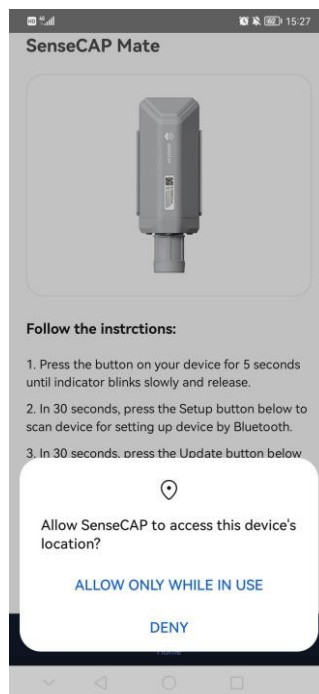 15:27
SenseCAP Mate
Follow the instrctions:
1. Press the button on your device for 5 seconds
until indicator blinks slowly and release.
2. In 30 seconds, press the Setup button below to
scan device for setting up device by Bluetooth.
3. In 30 seconds, press the Update button below
Allow SenseCAP to access this device's
location?
ALLOW ONLY WHILE IN USE
DENY
Home